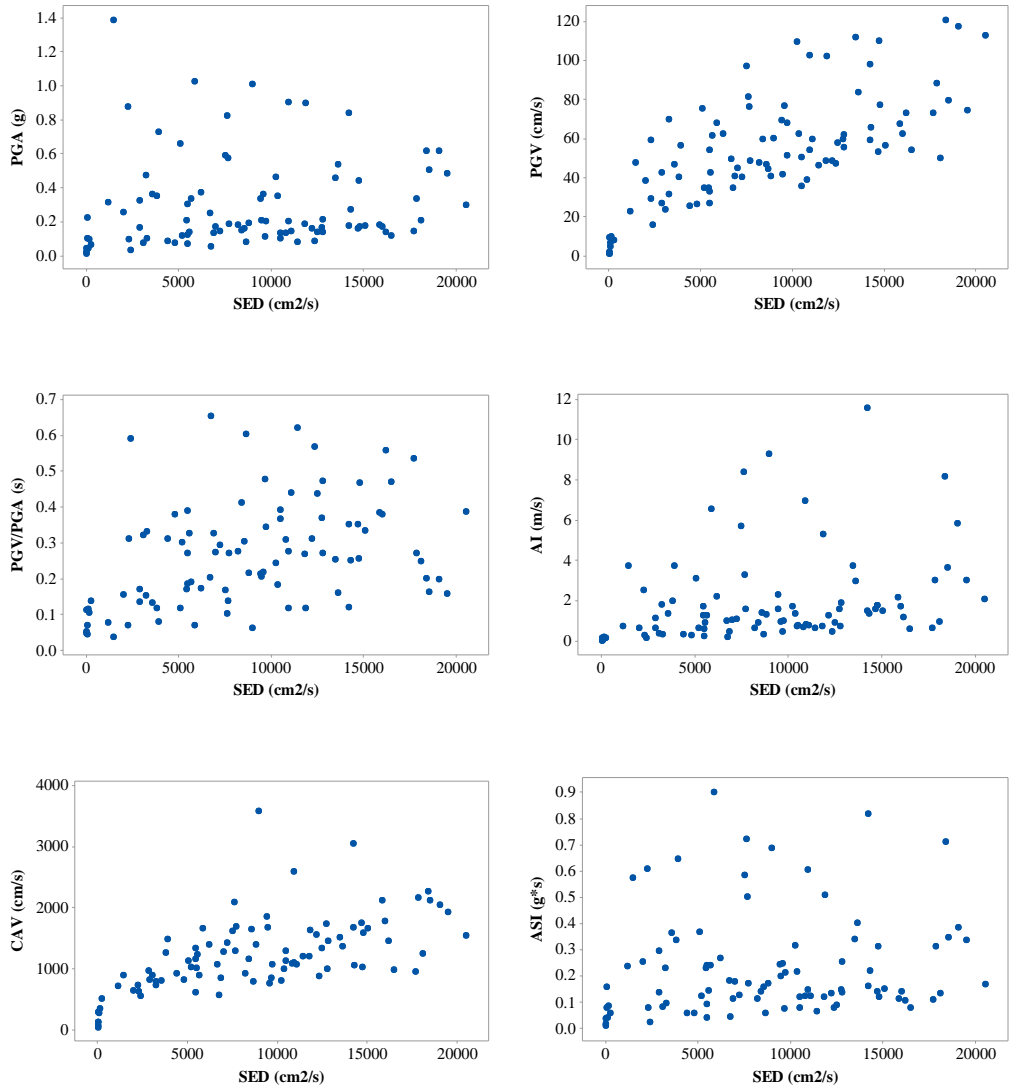 1.4
1.2
1.0
0.8
0.6
0.4
0.2
0.0
PGA (g)
0 5000 10000 15000 20000
SED (cm2/s)
120
100
80
60
40
20
0
PGV (cm/s)
0 5000 10000 15000 20000
SED (cm2/s)
0.7
0.6
0.5
0.4
0.3
0.2
0.1
0.0
PGV/PGA (s)
0 5000 10000 15000 20000
SED (cm2/s)
12
10
8
6
4
2
0
AI (m/s)
0 5000 10000 15000 20000
SED (cm2/s)
4000
3000
2000
1000
0
CAV (cm/s)
0 5000 10000 15000 20000
SED (cm2/s)
0.9
0.8
0.7
0.6
0.5
0.4
0.3
0.2
0.1
0.0
ASI (g*s)
0 5000 10000 15000 20000
SED (cm2/s)